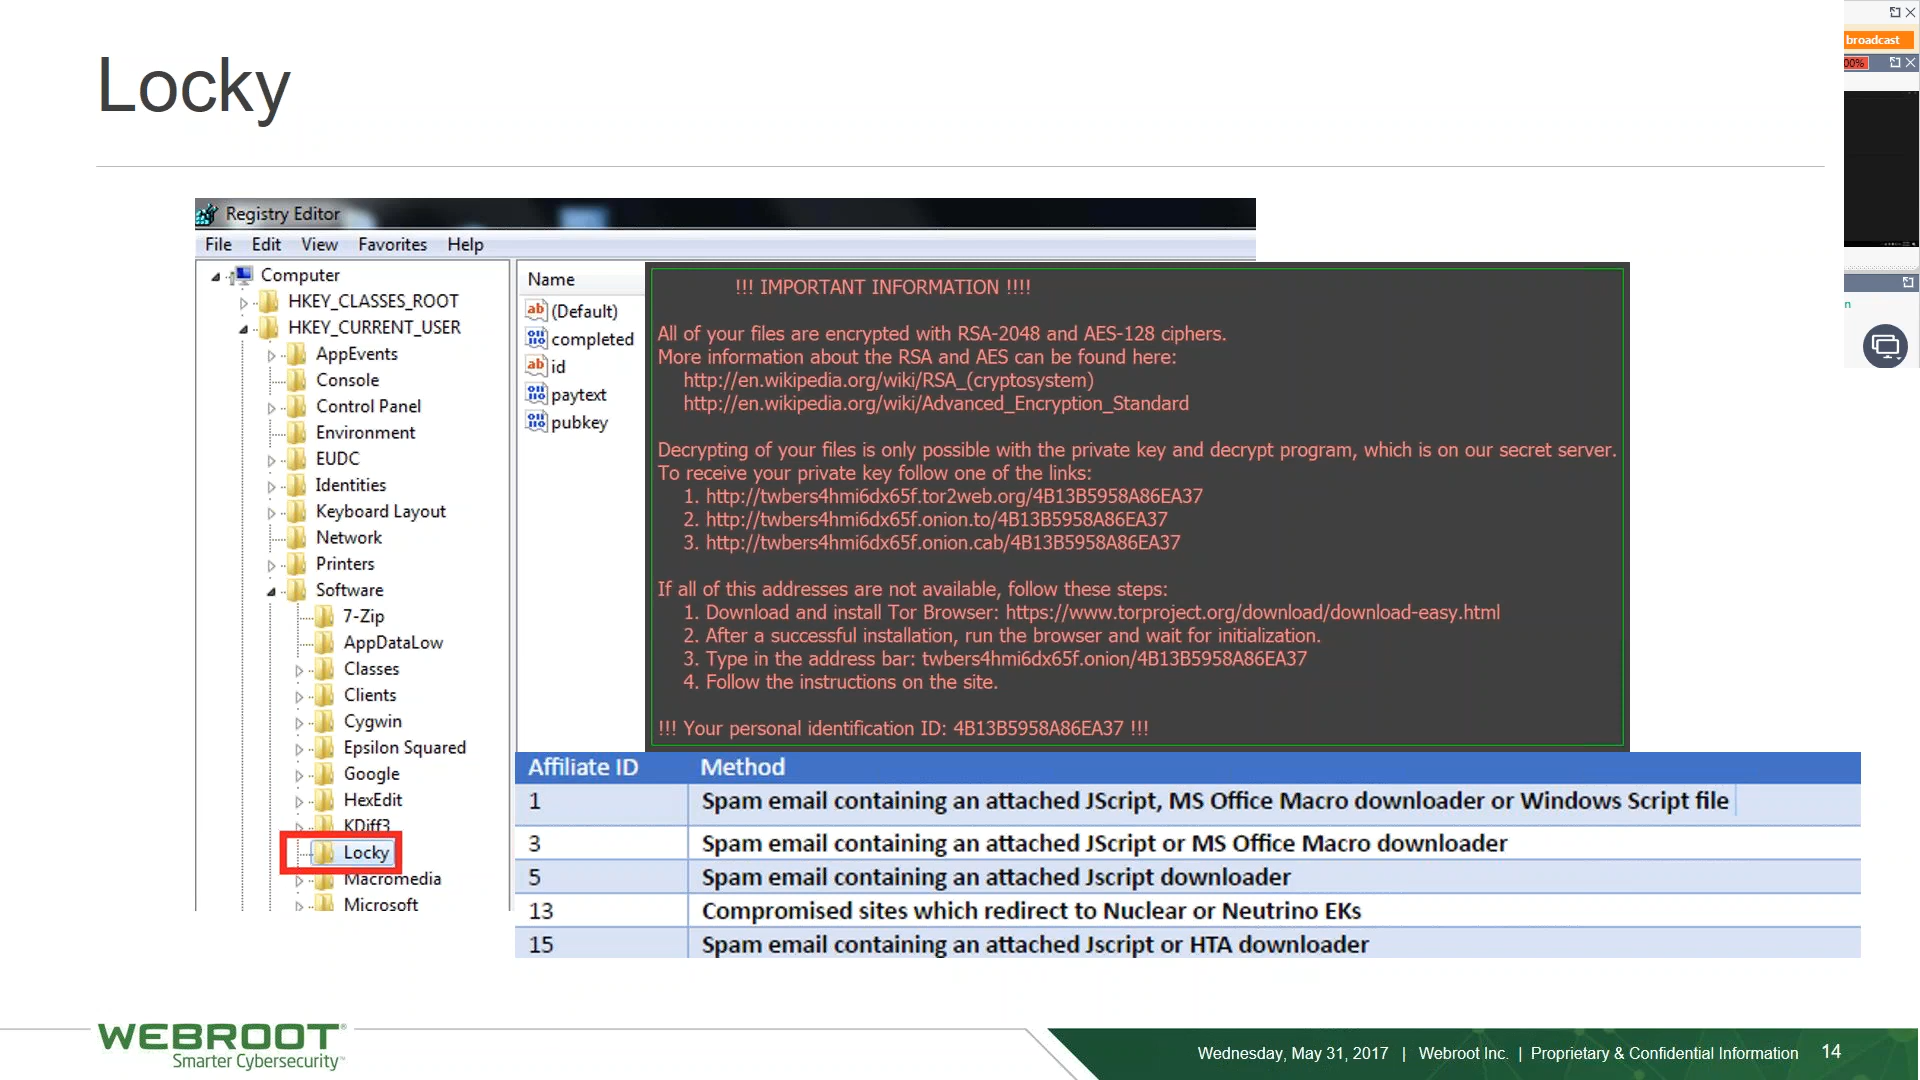 Locky
broadcast
00%
Registry Editor
File Edit View Favorites Help
Computer
HKEY_CLASSES_ROOT
HKEY_CURRENT_USER
AppEvents
Console
Control Panel
Environment
EUDC
Identities
Keyboard Layout
Network
Printers
Software
7-Zip
AppDataLow
Classes
Clients
Cygwin
Epsilon Squared
Google
HexEdit
KDiff3
Locky
Macromedia
Microsoft
Name
(Default)
completed
id
paytext
pubkey
!!! IMPORTANT INFORMATION !!!!
All of your files are encrypted with RSA-2048 and AES-128 ciphers.
More information about the RSA and AES can be found here:
http://en.wikipedia.org/wiki/RSA_(cryptosystem)
http://en.wikipedia.org/wiki/Advanced_Encryption_Standard
Decrypting of your files is only possible with the private key and decrypt program, which is on our secret server.
To receive your private key follow one of the links:
1. http://twbers4hmi6dx65f.tor2web.org/4B13B5958A86EA37
2. http://twbers4hmi6dx65f.onion.to/4B13B5958A86EA37
3. http://twbers4hmi6dx65f.onion.cab/4B13B5958A86EA37
If all of this addresses are not available, follow these steps:
1. Download and install Tor Browser: https://www.torproject.org/download/download-easy.html
2. After a successful installation, run the browser and wait for initialization.
3. Type in the address bar: twbers4hmi6dx65f.onion/4B13B5958A86EA37
4. Follow the instructions on the site.
!!! Your personal identification ID: 4B13B5958A86EA37 !!!
Affiliate ID Method
1 Spam email containing an attached JScript, MS Office Macro downloader or Windows Script file
3 Spam email containing an attached JScript or MS Office Macro downloader
5 Spam email containing an attached Jscript downloader
13 Compromised sites which redirect to Nuclear or Neutrino EKs
15 Spam email containing an attached Jscript or HTA downloader
WEBROOT®
Smarter Cybersecurity™
Wednesday, May 31, 2017 | Webroot Inc. | Proprietary & Confidential Information 14